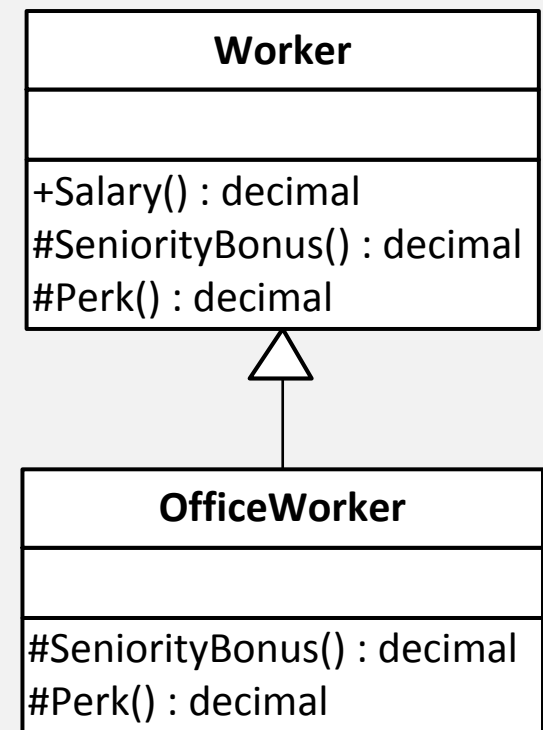 Worker
+Salary() : decimal
#SeniorityBonus() : decimal
#Perk() : decimal
OfficeWorker
#SeniorityBonus() : decimal
#Perk() : decimal